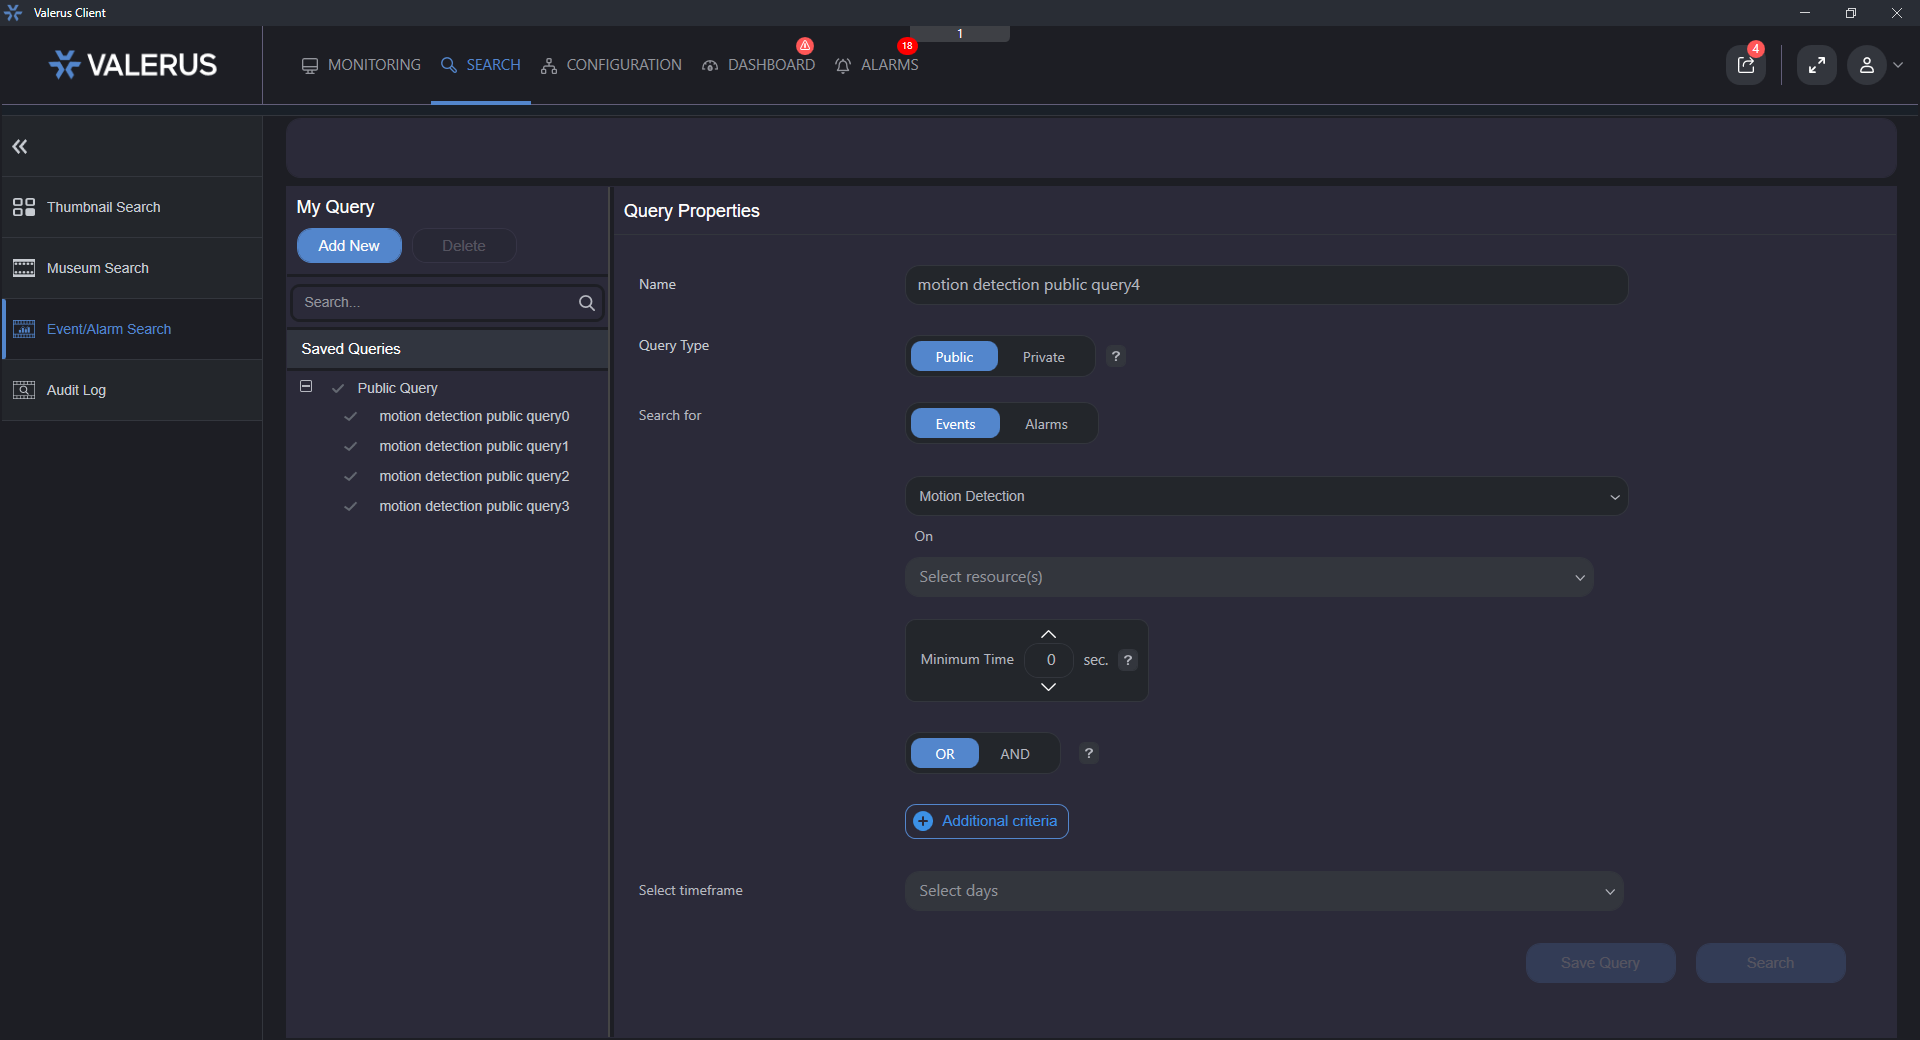 Valerus Client
VALERUS
MONITORING
SEARCH
CONFIGURATION
DASHBOARD
18
ALARMS
1
4
Thumbnail Search
Museum Search
Event/Alarm Search
Audit Log
My Query
Add New
Delete
Search...
Saved Queries
Public Query
motion detection public query0
motion detection public query1
motion detection public query2
motion detection public query3
Query Properties
Name
motion detection public query4
Query Type
Public
Private
?
Search for
Events
Alarms
Motion Detection
On
Select resource(s)
Minimum Time
0
sec.
?
OR
AND
?
Additional criteria
Select timeframe
Select days
Save Query
Search